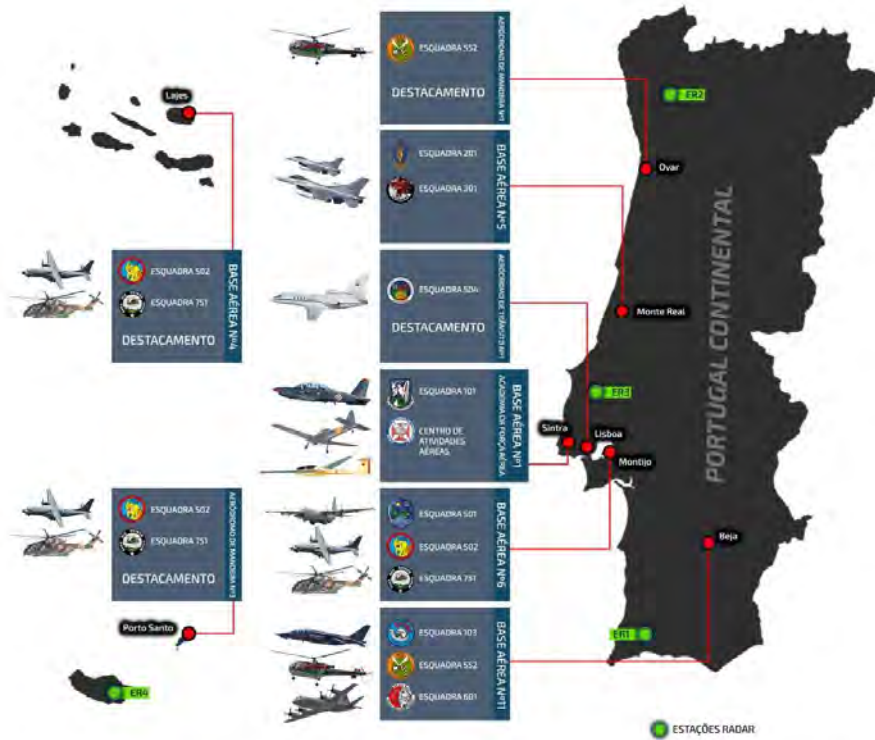 Lajes
ESQUADRA 502
ESQUADRA 751
DESTACAMENTO
BASE AÉREA Nº4
ESQUADRA 552
DESTACAMENTO
AERÓDROMO DE MANOBRA Nº1
ESQUADRA 201
ESQUADRA 301
BASE AÉREA Nº5
ESQUADRA 504
DESTACAMENTO
AERÓDROMO DE TRÂNSITO Nº1
ESQUADRA 101
CENTRO DE
ATIVIDADES
AÉREAS
BASE AÉREA Nº1
ACADEMIA DA FORÇA AÉREA
ESQUADRA 501
ESQUADRA 502
ESQUADRA 751
BASE AÉREA Nº6
ESQUADRA 103
ESQUADRA 552
ESQUADRA 601
BASE AÉREA Nº11
ESQUADRA 502
ESQUADRA 751
DESTACAMENTO
AERÓDROMO DE MANOBRA Nº3
Porto Santo
ER4
ER2
Ovar
Monte Real
ER3
Sintra
Lisboa
Montijo
Beja
ER1
PORTUGAL CONTINENTAL
ESTAÇÕES RADAR